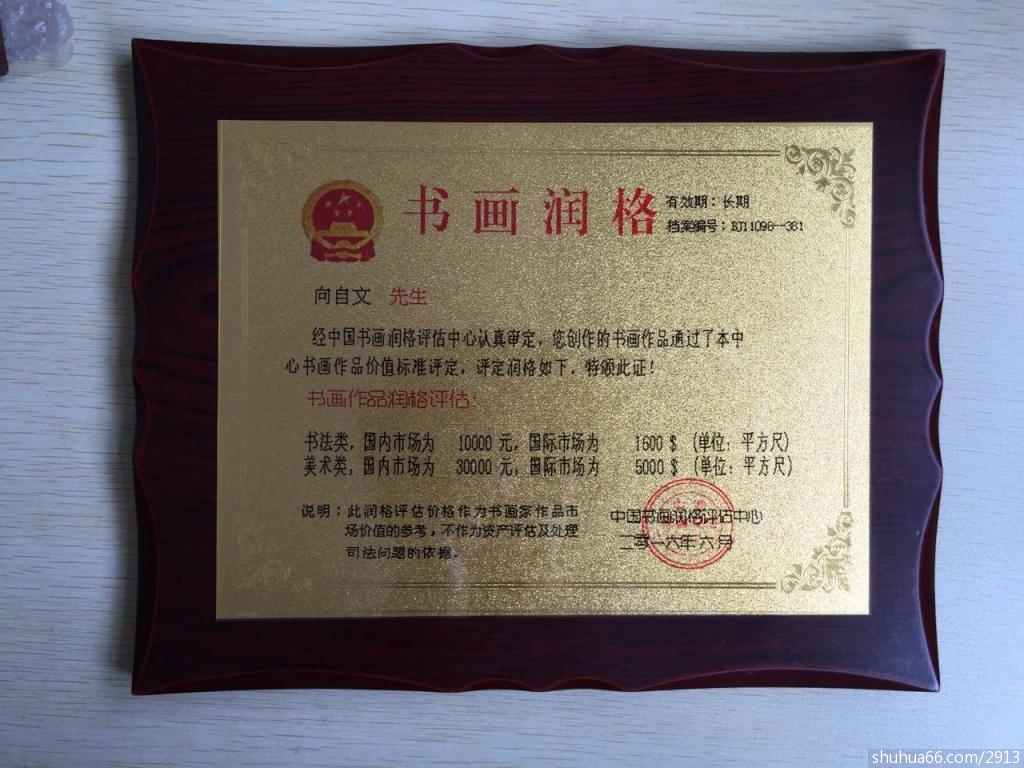 书画润格
有效期：长期
档案编号：RJ11098--381
向自文 先生
经中国书画润格评估中心认真审定，您创作的书画作品通过了本中
心书画作品价值标准评定，评定润格如下，特颁此证！
书画作品润格评估：
书法类，国内市场为 10000 元，国际市场为 1600 $ (单位：平方尺)
美术类，国内市场为 30000 元，国际市场为 5000 $ (单位：平方尺)
说明：此润格评估价格作为书画家作品市
场价值的参考，不作为资产评估及处理
司法问题的依据。
中国书画润格评估中心
二零一六年六月
shuhua66.com/2913